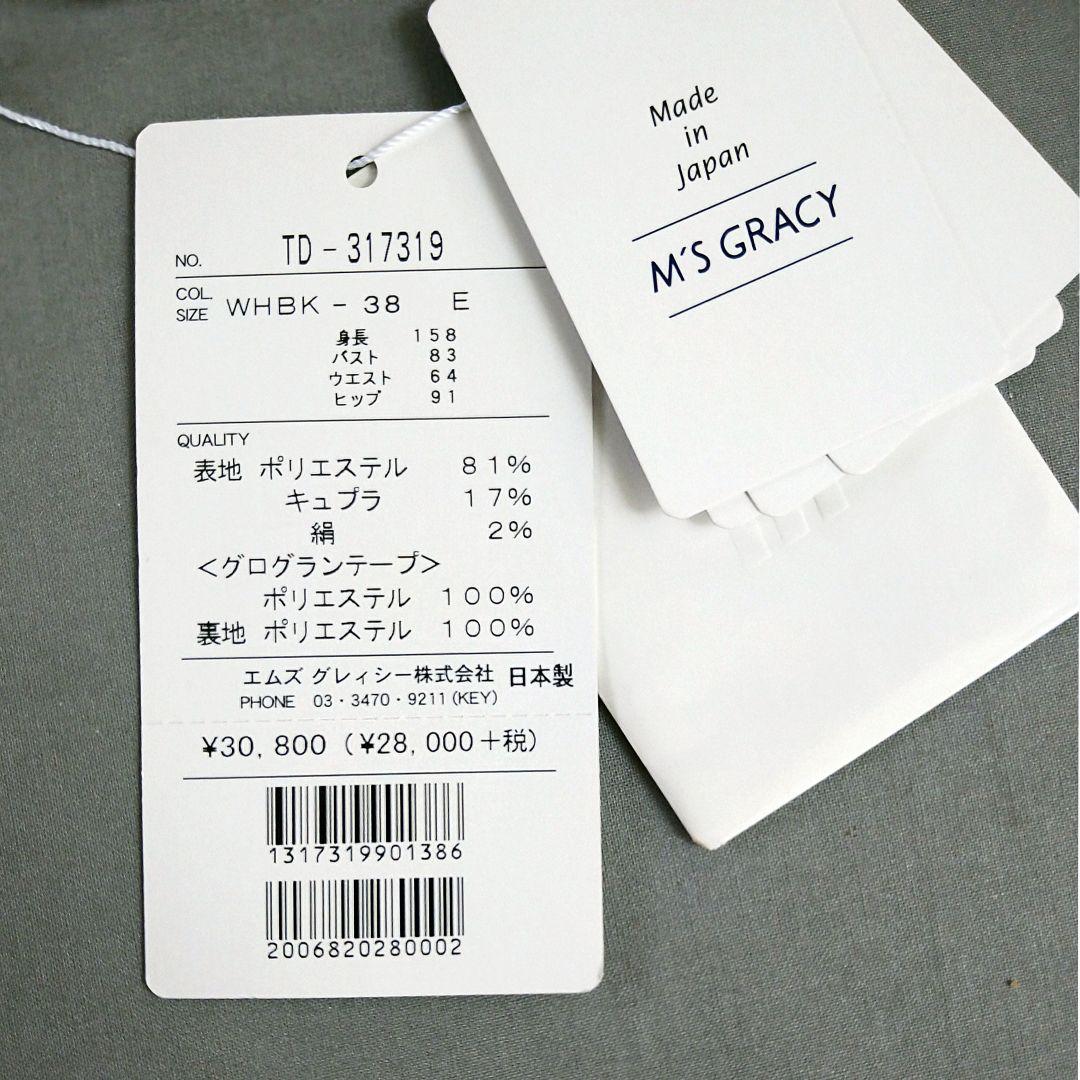 NO. TD-317319
COL.
SIZE WHBK-38 E
身長 158
バスト 83
ウエスト 64
ヒップ 91
QUALITY
表地 ポリエステル 81%
キュプラ 17%
絹 2%
<グログランテープ>
ポリエステル 100%
裏地 ポリエステル 100%
エムズ グレィシー株式会社 日本製
PHONE 03・3470・9211(KEY)
¥30,800(¥28,000+税)
1317319901386
2006820280002
Made
in
Japan
M'S GRACY